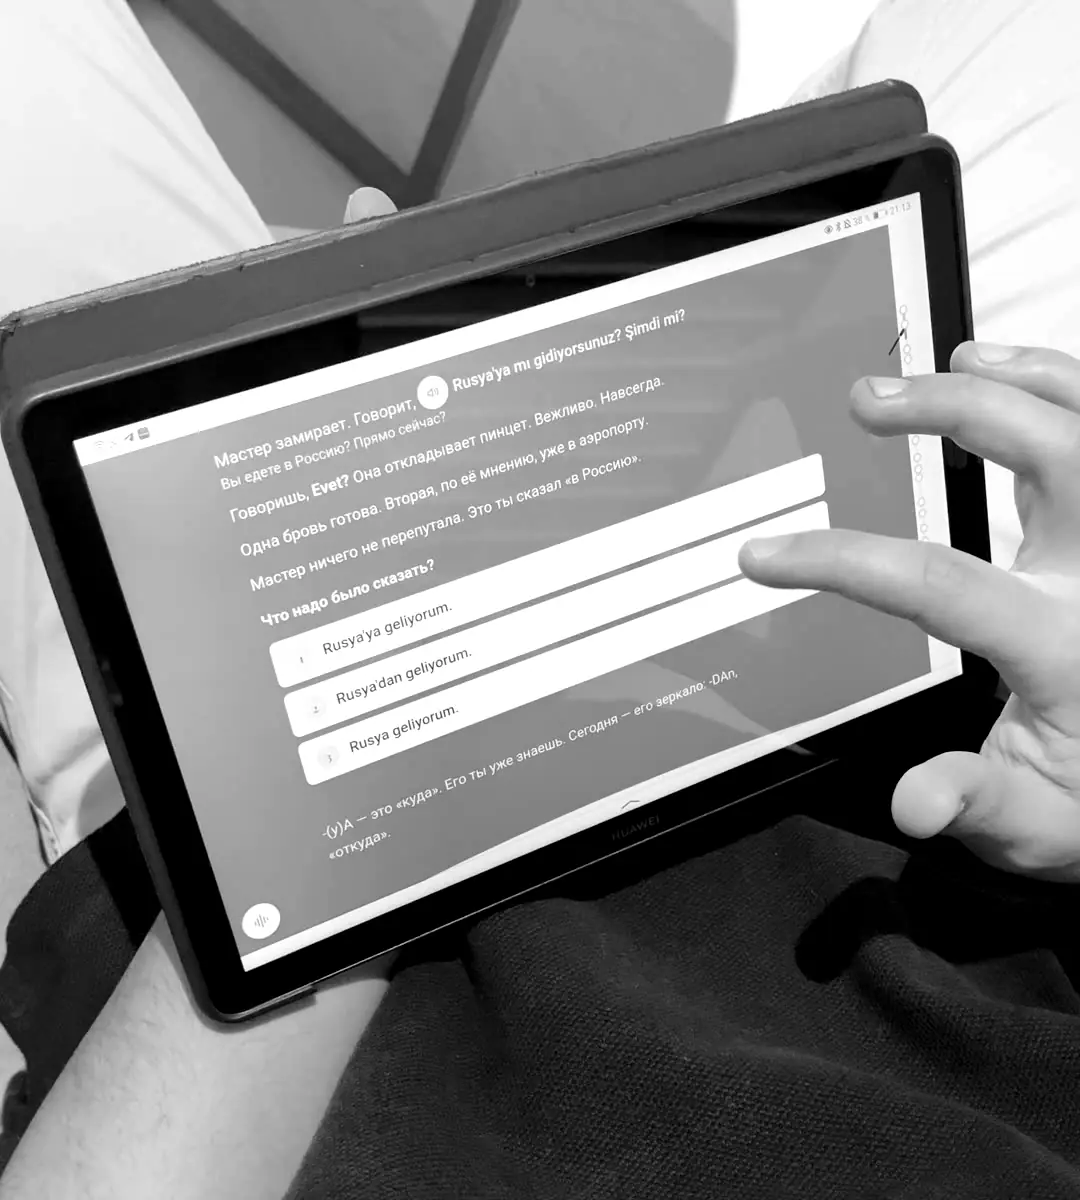 38 % 21:13
Мастер замирает. Говорит, Rusya'ya mı gidiyorsunuz? Şimdi mi?
Вы едете в Россию? Прямо сейчас?
Говоришь, Evet? Она откладывает пинцет. Вежливо. Навсегда.
Одна бровь готова. Вторая, по её мнению, уже в аэропорту.
Мастер ничего не перепутала. Это ты сказал «в Россию».
Что надо было сказать?
1 Rusya'ya geliyorum.
2 Rusya'dan geliyorum.
3 Rusya geliyorum.
-(y)A — это «куда». Его ты уже знаешь. Сегодня — его зеркало: -DAn,
«откуда».
HUAWEI